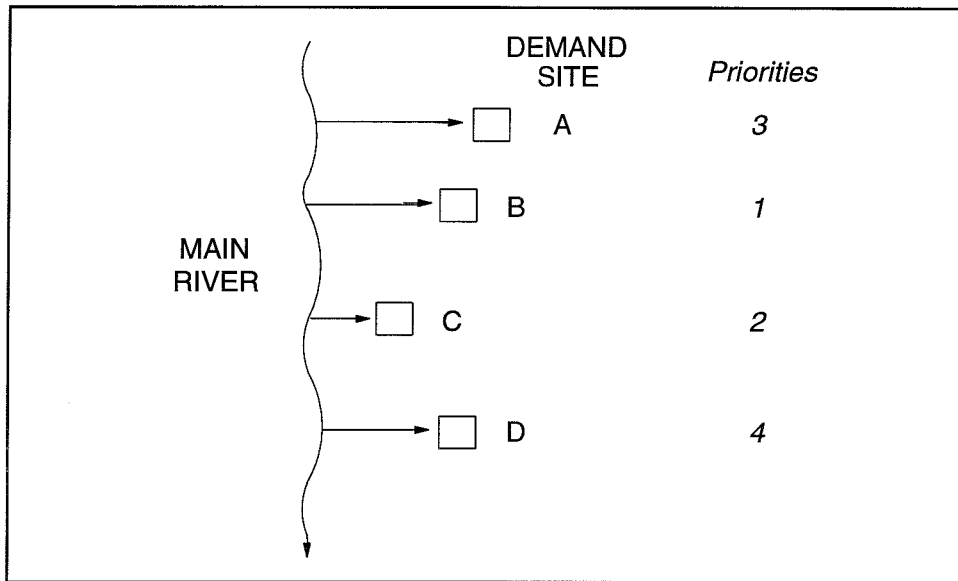 DEMAND
SITE
Priorities
A 3
B 1
MAIN
RIVER
C 2
D 4